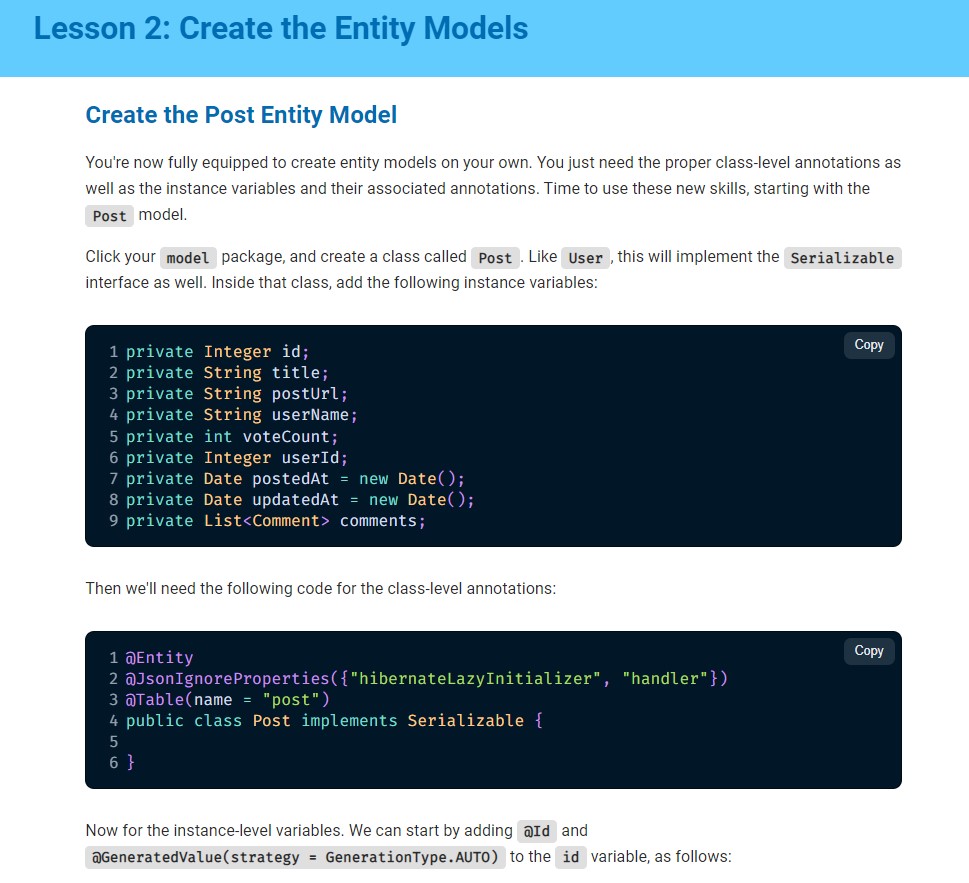 Lesson 2: Create the Entity Models
Create the Post Entity Model
You're now fully equipped to create entity models on your own. You just need the proper class-level annotations as
well as the instance variables and their associated annotations. Time to use these new skills, starting with the
Post model.
Click your model package, and create a class called Post. Like User, this will implement the Serializable
interface as well. Inside that class, add the following instance variables:
Copy
1 private Integer id;
2 private String title;
3 private String postUrl;
4 private String userName;
5 private int voteCount;
6 private Integer userId;
7 private Date postedAt = new Date();
8 private Date updatedAt = new Date();
9 private List<Comment> comments;
Then we'll need the following code for the class-level annotations:
Copy
1 @Entity
2 @JsonIgnoreProperties({"hibernateLazyInitializer", "handler"})
3 @Table(name = "post")
4 public class Post implements Serializable {
5
6 }
Now for the instance-level variables. We can start by adding @Id and
@GeneratedValue(strategy = GenerationType.AUTO) to the id variable, as follows: